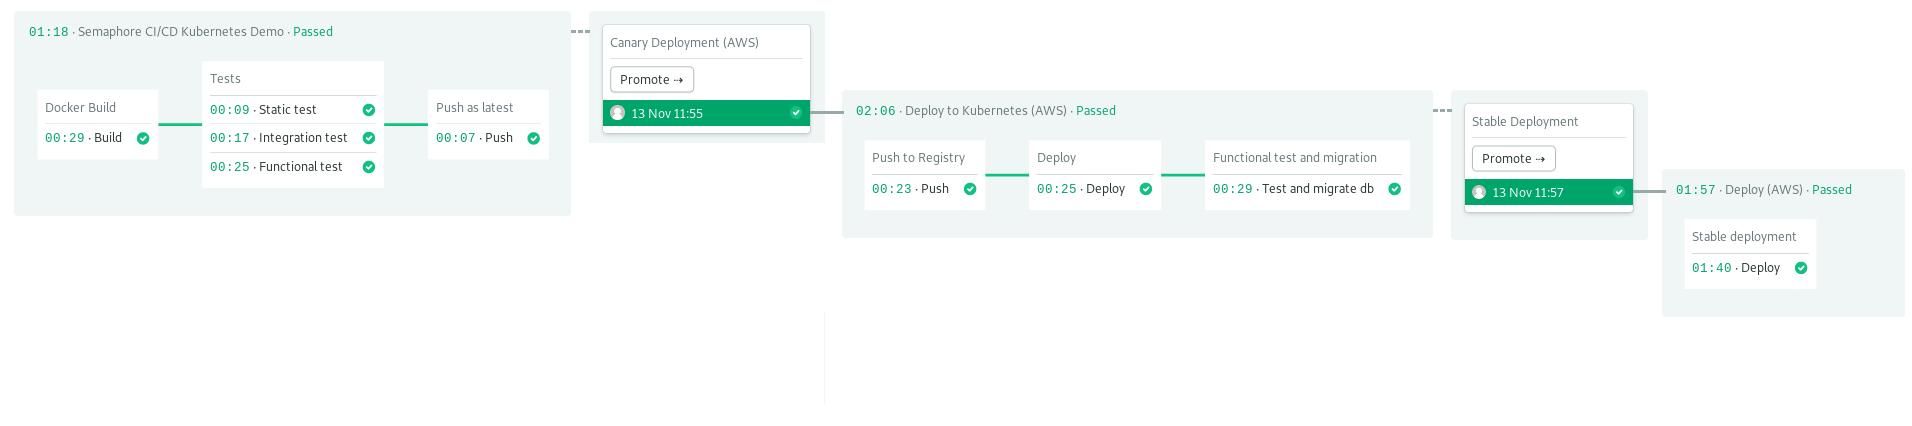 01:18 · Semaphore CI/CD Kubernetes Demo · Passed
Docker Build
00:29 · Build
Tests
00:09 · Static test
00:17 · Integration test
00:25 · Functional test
Push as latest
00:07 · Push
Canary Deployment (AWS)
Promote ⇢
13 Nov 11:55
02:06 · Deploy to Kubernetes (AWS) · Passed
Push to Registry
00:23 · Push
Deploy
00:25 · Deploy
Functional test and migration
00:29 · Test and migrate db
Stable Deployment
Promote ⇢
13 Nov 11:57
01:57 · Deploy (AWS) · Passed
Stable deployment
01:40 · Deploy